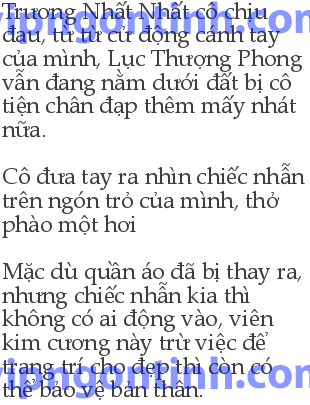 Trương Nhất Nhất cố chịu
đau, từ từ cử động cánh tay
của mình, Lục Thượng Phong
vẫn đang nằm dưới đất bị cô
tiện chân đạp thêm mấy nhát
nữa.
Cô đưa tay ra nhìn chiếc nhẫn
trên ngón trỏ của mình, thở
phào một hơi
Mặc dù quần áo đã bị thay ra,
nhưng chiếc nhẫn kia thì
không có ai động vào, viên
kim cương này trừ việc để
trang trí cho đẹp thì còn có
thể bảo vệ bản thân.
vipngontinh.com
vipngontinh.com